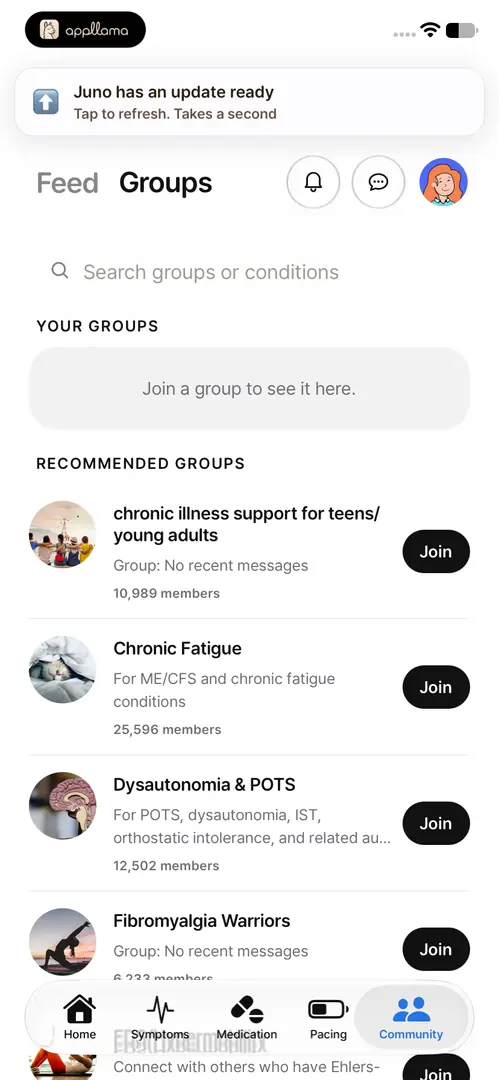 appllama
Juno has an update ready
Tap to refresh. Takes a second
Feed Groups
Search groups or conditions
YOUR GROUPS
Join a group to see it here.
RECOMMENDED GROUPS
chronic illness support for teens/
young adults
Group: No recent messages
10,989 members
Join
Chronic Fatigue
For ME/CFS and chronic fatigue
conditions
25,596 members
Join
Dysautonomia & POTS
For POTS, dysautonomia, IST,
orthostatic intolerance, and related au...
12,502 members
Join
Fibromyalgia Warriors
Group: No recent messages
6,233 members
Join
Home Symptoms Medication Pacing Community
Connect with others who have Ehlers-
Join